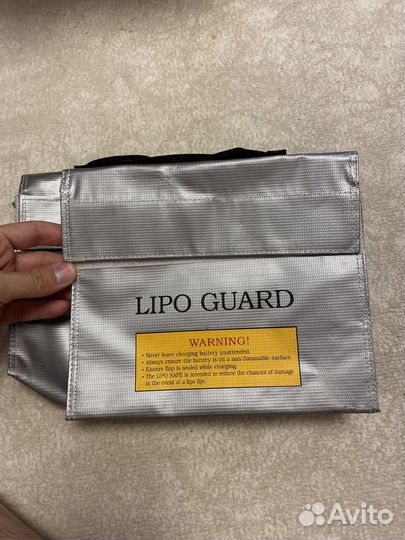 LIPO GUARD
WARNING!
• Never leave charging battery unattended.
• Always ensure the battery is on a non-flammable surface.
• Ensure flap is sealed while charging.
• The LIPO SAFE is intended to reduce the chances of damage
in the event of a lipo fire.
Avito